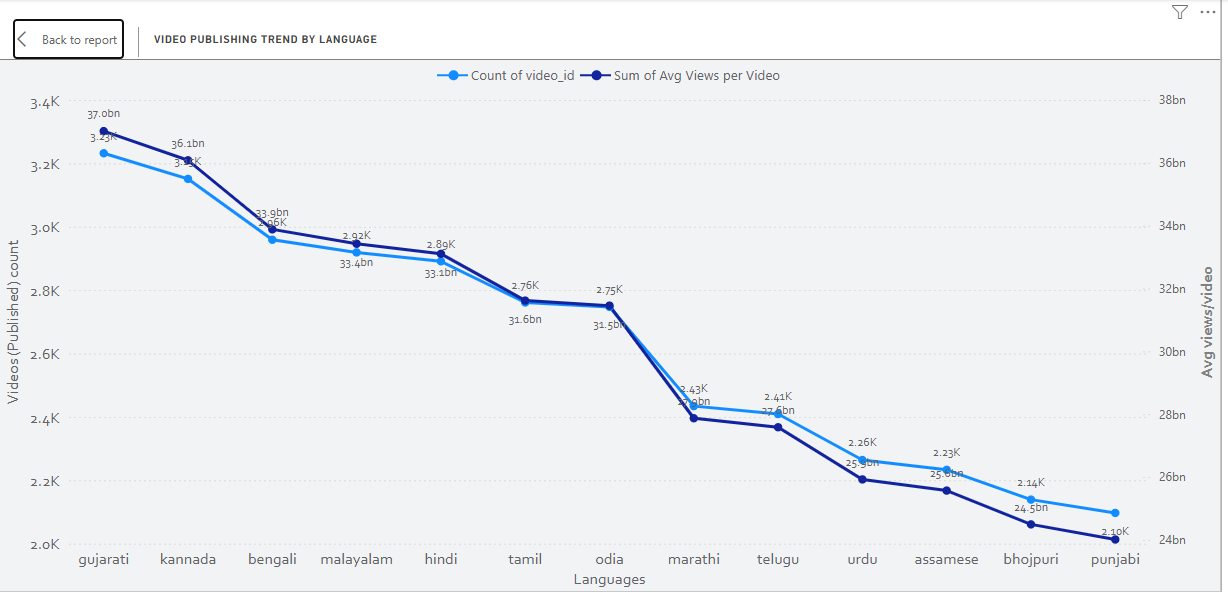 Back to report
VIDEO PUBLISHING TREND BY LANGUAGE
Count of video_id
Sum of Avg Views per Video
Videos (Published) count
3.4K
3.2K
3.0K
2.8K
2.6K
2.4K
2.2K
2.0K
37.0bn
3.23K
36.1bn
3.15K
33.9bn
2.96K
2.92K
33.4bn
2.89K
33.1bn
2.76K
31.6bn
2.75K
31.5bn
2.43K
27.9bn
2.41K
27.6bn
2.26K
25.9bn
2.23K
25.6bn
2.14K
24.5bn
2.10K
38bn
36bn
34bn
32bn
30bn
28bn
26bn
24bn
Avg views/video
gujarati kannada bengali malayalam hindi tamil odia marathi telugu urdu assamese bhojpuri punjabi
Languages